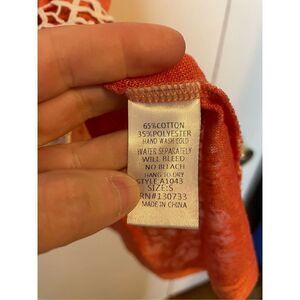 65%COTTON
35%POLYESTER
HAND WASH COLD
WATER SEPARATELY
WILL BLEED
NO BLEACH
HANG TO DRY
STYLE:A1043
SIZE:S
RN#130733
MADE IN CHINA